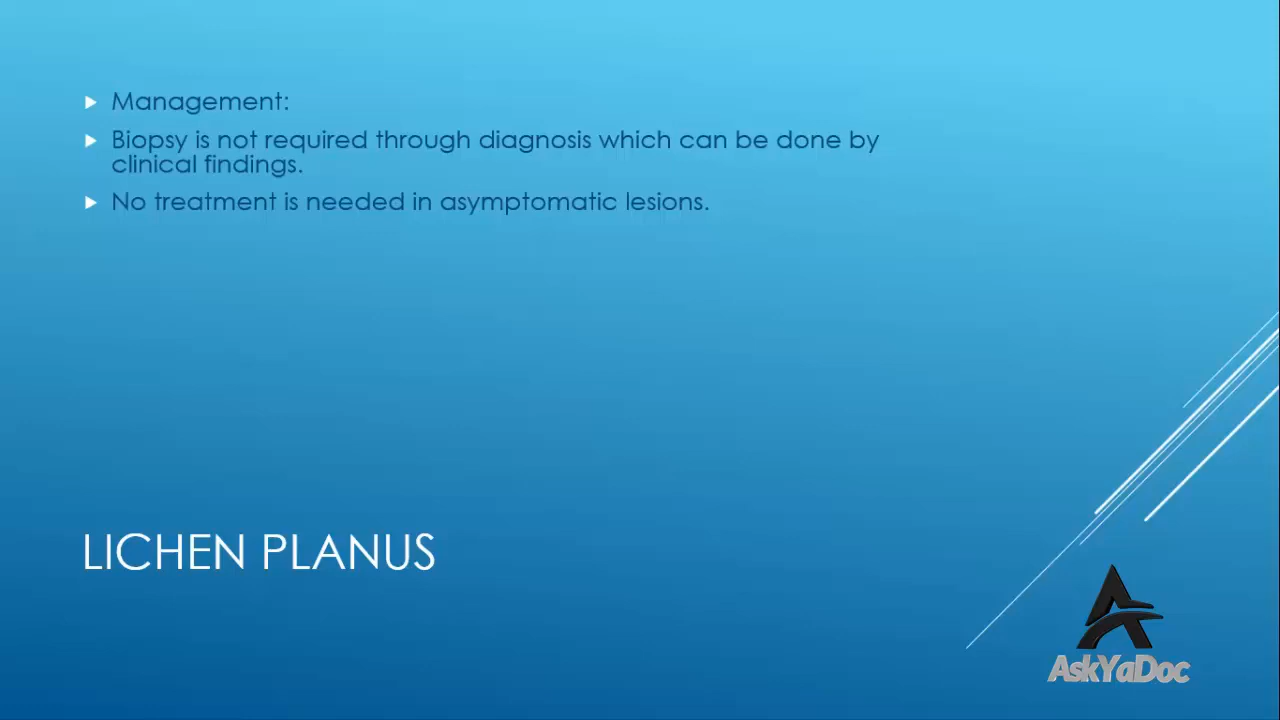 Management:
Biopsy is not required through diagnosis which can be done by
clinical findings.
No treatment is needed in asymptomatic lesions.
LICHEN PLANUS
AskYaDoc